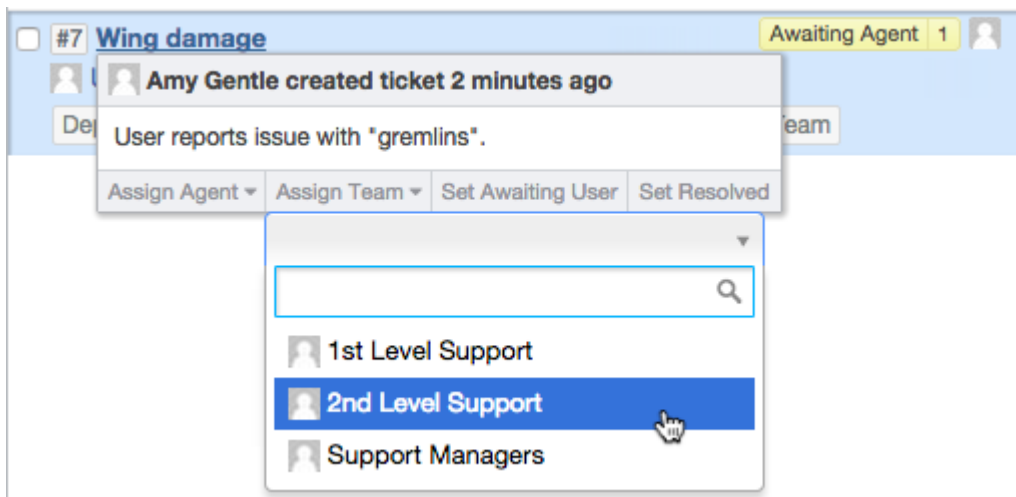 #7 Wing damage Awaiting Agent 1
Amy Gentle created ticket 2 minutes ago
User reports issue with "gremlins".
Assign Agent Assign Team Set Awaiting User Set Resolved
1st Level Support
2nd Level Support
Support Managers